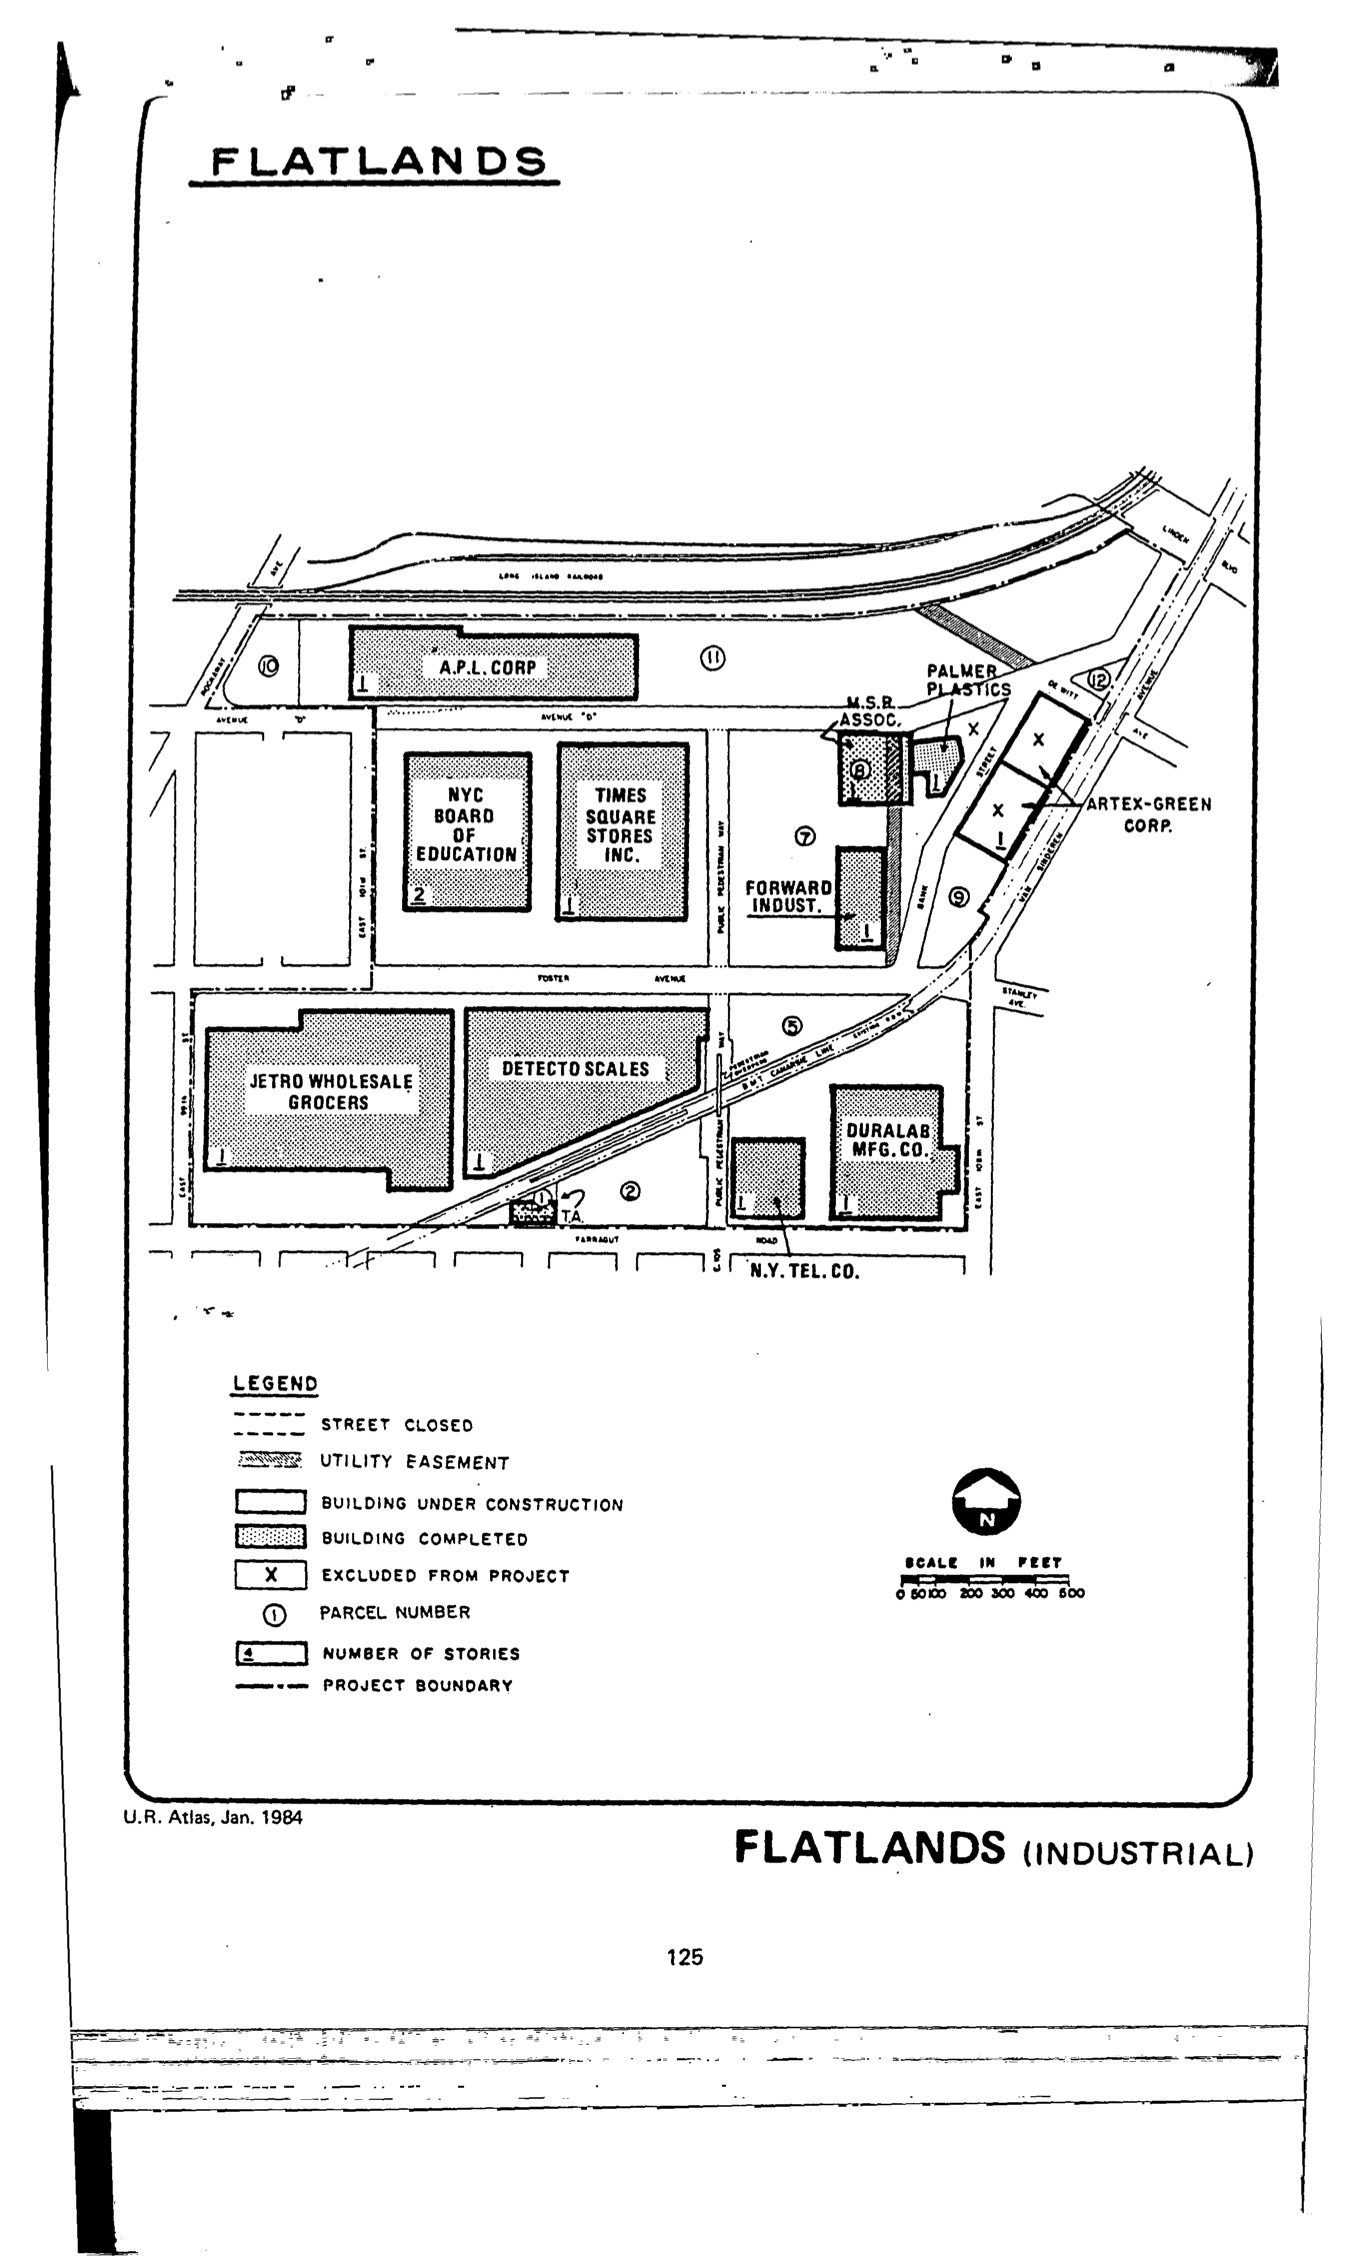 FLATLANDS
LINDEN
BLVD
AVE
LONG ISLAND RAILROAD
ROCKAWAY
10
A.P.L. CORP
1
11
PALMER
PLASTICS
12
DE WITT
AVENUE
AVENUE "D"
AVENUE "D"
M.S.R.
ASSOC.
X
X
AVE
STREET
8
1
1
NYC
BOARD
OF
EDUCATION
2
TIMES
SQUARE
STORES
INC.
1
X
1
ARTEX-GREEN
CORP.
7
PUBLIC PEDESTRIAN WAY
EAST 101st ST.
VAN SINDEREN
FORWARD
INDUST.
1
BANK
9
FOSTER AVENUE
STANLEY
AVE.
5
EAST 99th ST
JETRO WHOLESALE
GROCERS
1
DETECTO SCALES
1
PUBLIC PEDESTRIAN WAY
PEDESTRIAN
B.M.T. CANARSIE LINE
EXISTING
DURALAB
MFG. CO.
1
EAST 108th ST
1
1
T.A.
2
FARRAGUT ROAD
E. 105
N.Y. TEL. CO.
LEGEND
STREET CLOSED
UTILITY EASEMENT
BUILDING UNDER CONSTRUCTION
BUILDING COMPLETED
X EXCLUDED FROM PROJECT
1 PARCEL NUMBER
4 NUMBER OF STORIES
PROJECT BOUNDARY
N
SCALE IN FEET
0 50 100 200 300 400 500
U.R. Atlas, Jan. 1984
FLATLANDS (INDUSTRIAL)
125